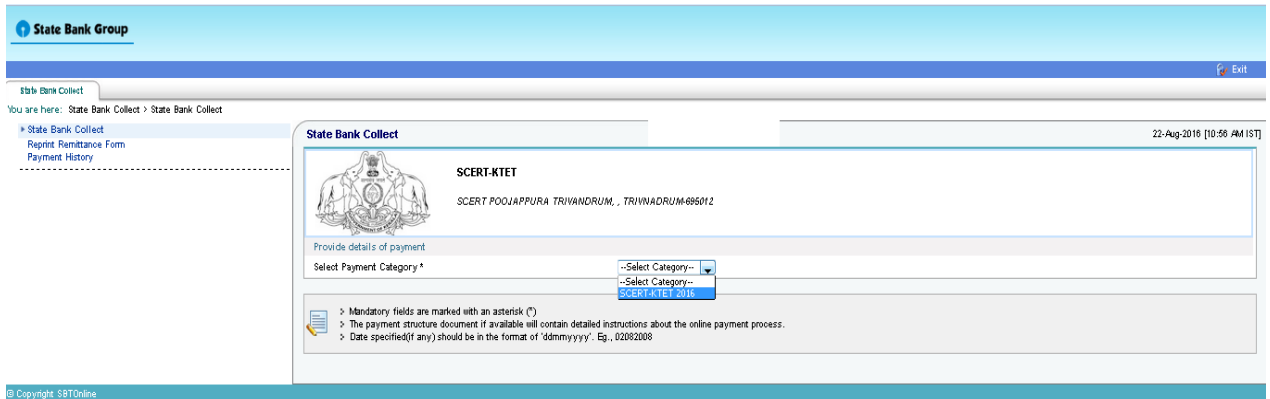 State Bank Group
Exit
State Bank Collect
You are here: State Bank Collect > State Bank Collect
State Bank Collect
Reprint Remittance Form
Payment History
State Bank Collect
22-Aug-2016 [10:56 AM IST]
SCERT-KTET
SCERT POOJAPPURA TRIVANDRUM, , TRIVNADRUM-695012
Provide details of payment
Select Payment Category *
--Select Category--
--Select Category--
SCERT-KTET 2016
> Mandatory fields are marked with an asterisk (*)
> The payment structure document if available will contain detailed instructions about the online payment process.
> Date specified(if any) should be in the format of 'ddmmyyyy'. Eg., 02082008
© Copyright SBTOnline